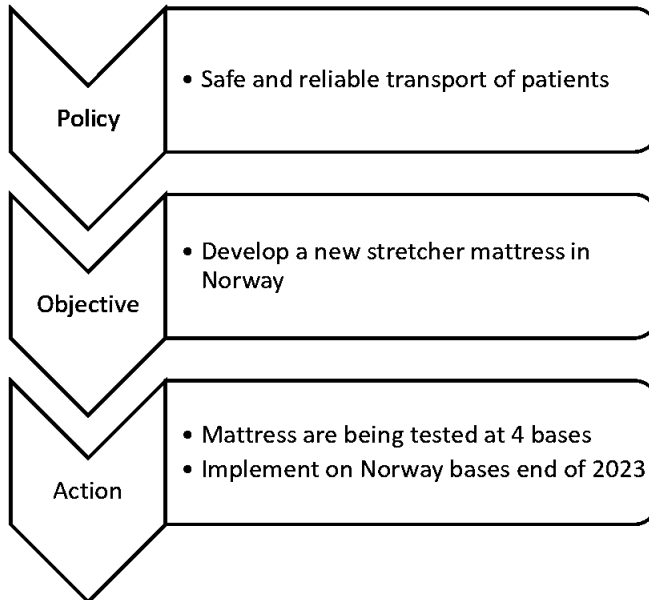 Policy
• Safe and reliable transport of patients
Objective
• Develop a new stretcher mattress in
Norway
Action
• Mattress are being tested at 4 bases
• Implement on Norway bases end of 2023